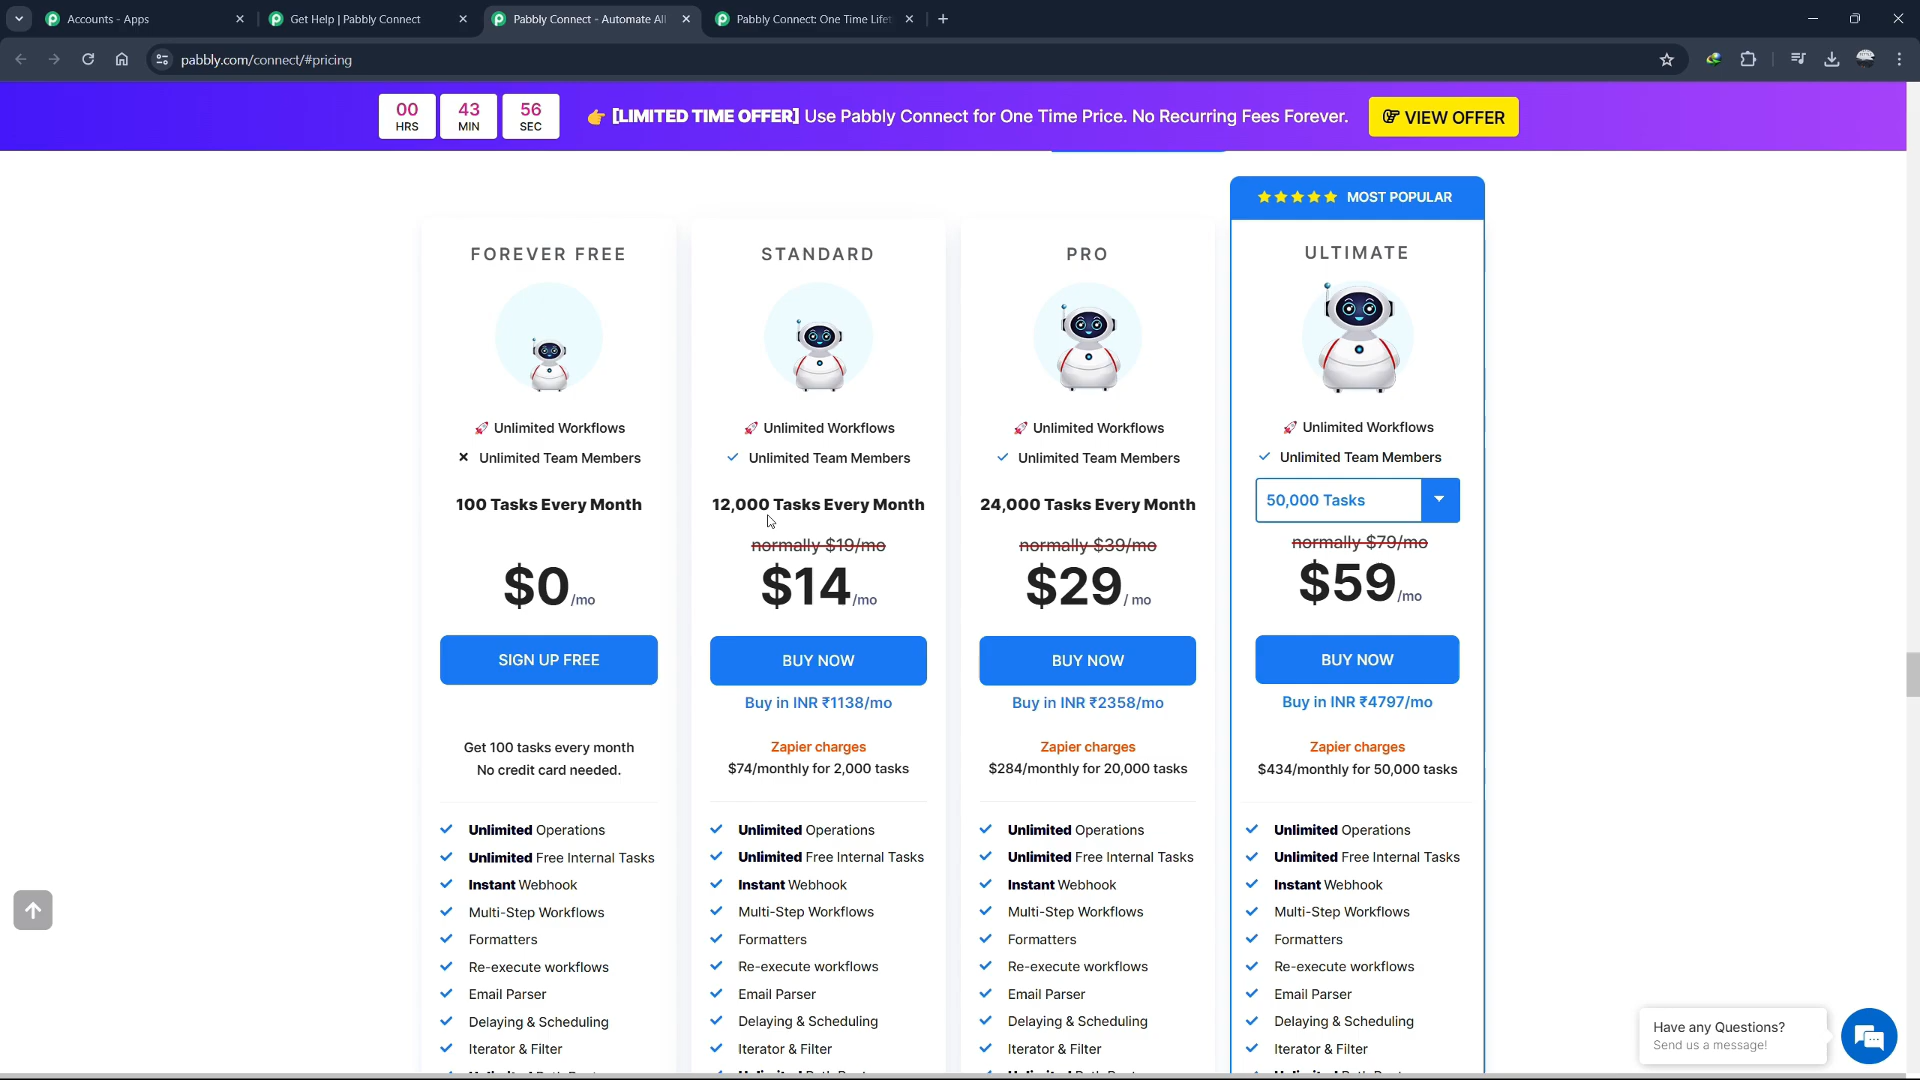 Accounts - Apps
Get Help | Pabbly Connect
Pabbly Connect - Automate All
Pabbly Connect: One Time Lifet
pabbly.com/connect/#pricing
00 HRS 43 MIN 56 SEC
[LIMITED TIME OFFER] Use Pabbly Connect for One Time Price. No Recurring Fees Forever.
VIEW OFFER
FOREVER FREE
Unlimited Workflows
Unlimited Team Members
100 Tasks Every Month
$0/mo
SIGN UP FREE
Get 100 tasks every month
No credit card needed.
Unlimited Operations
Unlimited Free Internal Tasks
Instant Webhook
Multi-Step Workflows
Formatters
Re-execute workflows
Email Parser
Delaying & Scheduling
Iterator & Filter
STANDARD
Unlimited Workflows
Unlimited Team Members
12,000 Tasks Every Month
normally $19/mo
$14/mo
BUY NOW
Buy in INR ₹1138/mo
Zapier charges
$74/monthly for 2,000 tasks
Unlimited Operations
Unlimited Free Internal Tasks
Instant Webhook
Multi-Step Workflows
Formatters
Re-execute workflows
Email Parser
Delaying & Scheduling
Iterator & Filter
PRO
Unlimited Workflows
Unlimited Team Members
24,000 Tasks Every Month
normally $39/mo
$29/ mo
BUY NOW
Buy in INR ₹2358/mo
Zapier charges
$284/monthly for 20,000 tasks
Unlimited Operations
Unlimited Free Internal Tasks
Instant Webhook
Multi-Step Workflows
Formatters
Re-execute workflows
Email Parser
Delaying & Scheduling
Iterator & Filter
MOST POPULAR
ULTIMATE
Unlimited Workflows
Unlimited Team Members
50,000 Tasks
normally $79/mo
$59/mo
BUY NOW
Buy in INR ₹4797/mo
Zapier charges
$434/monthly for 50,000 tasks
Unlimited Operations
Unlimited Free Internal Tasks
Instant Webhook
Multi-Step Workflows
Formatters
Re-execute workflows
Email Parser
Delaying & Scheduling
Iterator & Filter
Have any Questions?
Send us a message!